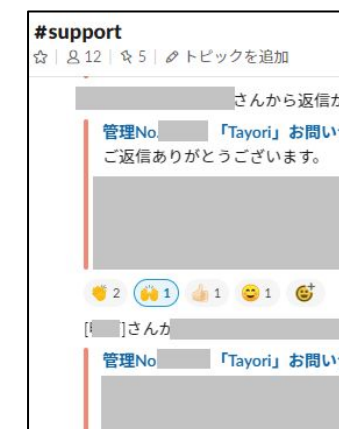 #support
12 | 5 | トピックを追加
さんから返信が
管理No. 「Tayori」お問い
ご返信ありがとうございます。
2 1 1 1
[ ]さんか
管理No 「Tayori」お問い